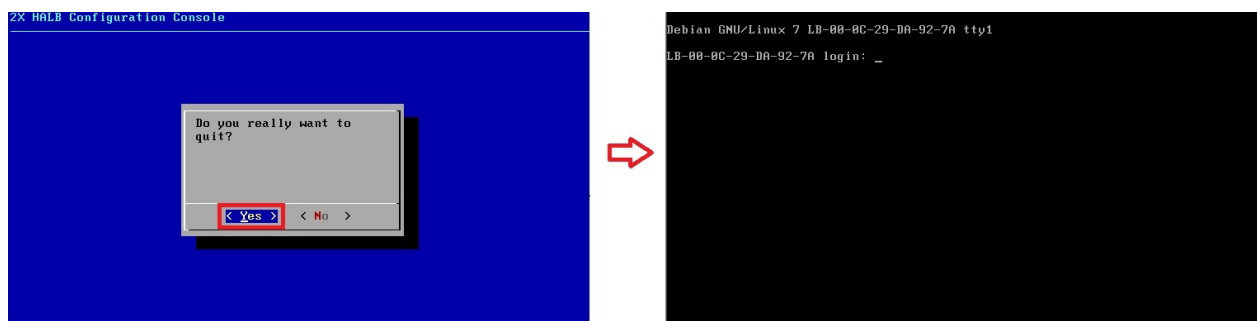 2X HALB Configuration Console
Do you really want to
quit?
< Yes > < No >
Debian GNU/Linux 7 LB-00-0C-29-DA-92-7A tty1
LB-00-0C-29-DA-92-7A login: _